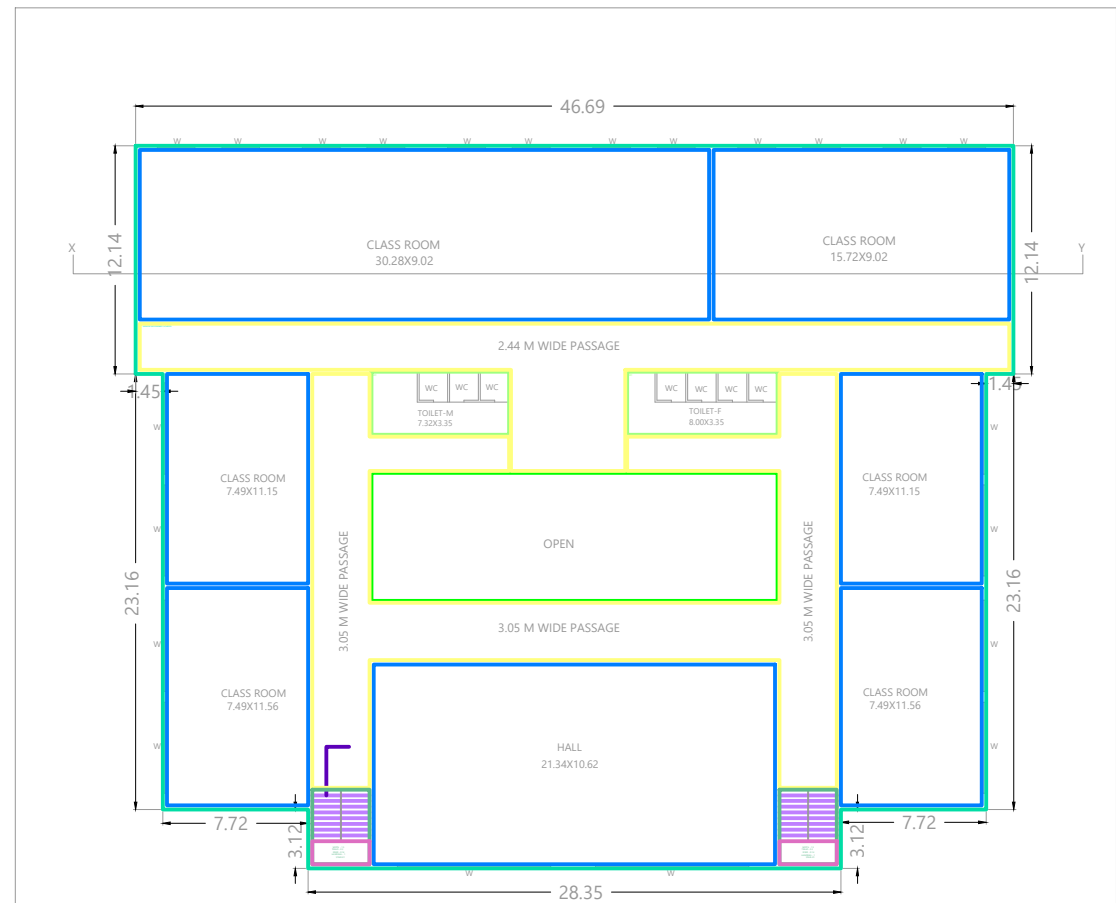 46.69
W W W W W W W W W W W W
12.14
12.14
X
Y
CLASS ROOM
30.28X9.02
CLASS ROOM
15.72X9.02
2.44 M WIDE PASSAGE
1.45
1.45
WC WC WC
WC WC WC WC
TOILET-M
7.32X3.35
TOILET-F
8.00X3.35
W
W
CLASS ROOM
7.49X11.15
CLASS ROOM
7.49X11.15
W
W
OPEN
3.05 M WIDE PASSAGE
3.05 M WIDE PASSAGE
23.16
23.16
3.05 M WIDE PASSAGE
W
W
CLASS ROOM
7.49X11.56
CLASS ROOM
7.49X11.56
W
W
HALL
21.34X10.62
7.72
7.72
3.12
3.12
W W
28.35